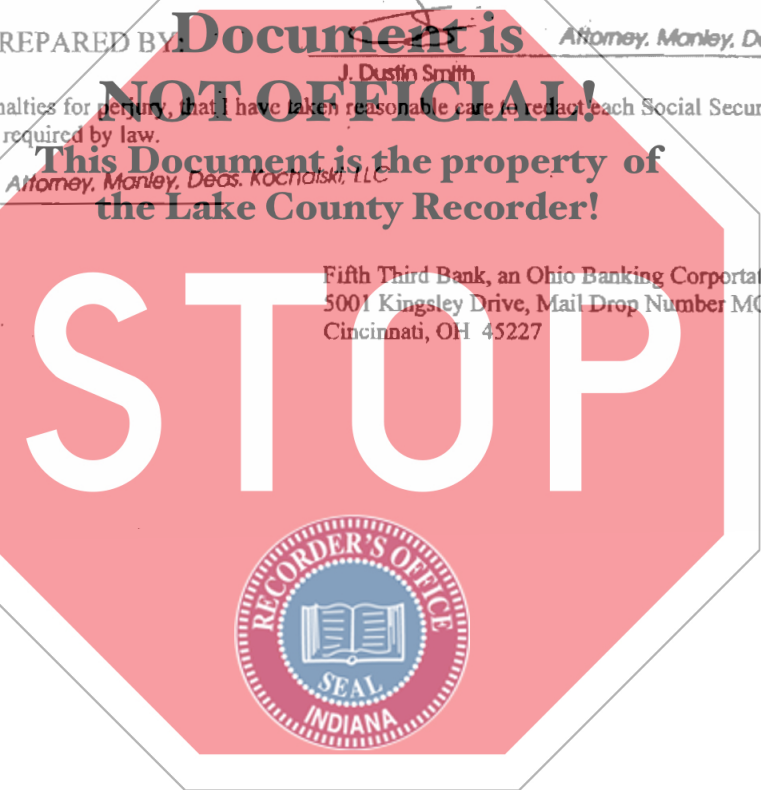 REPARED BY:
Document is
Attorney, Manley, De
J. Dustin Smith
NOT OFFICIAL!
nalties for perjury, that I have taken reasonable care to redact each Social Secur
required by law.
This Document is the property of
Attorney, Manley, Deas, Kochalski, LLC
the Lake County Recorder!
Fifth Third Bank, an Ohio Banking Corportat
5001 Kingsley Drive, Mail Drop Number MO
Cincinnati, OH 45227
STOP
RECORDER'S OFFICE
SEAL
INDIANA